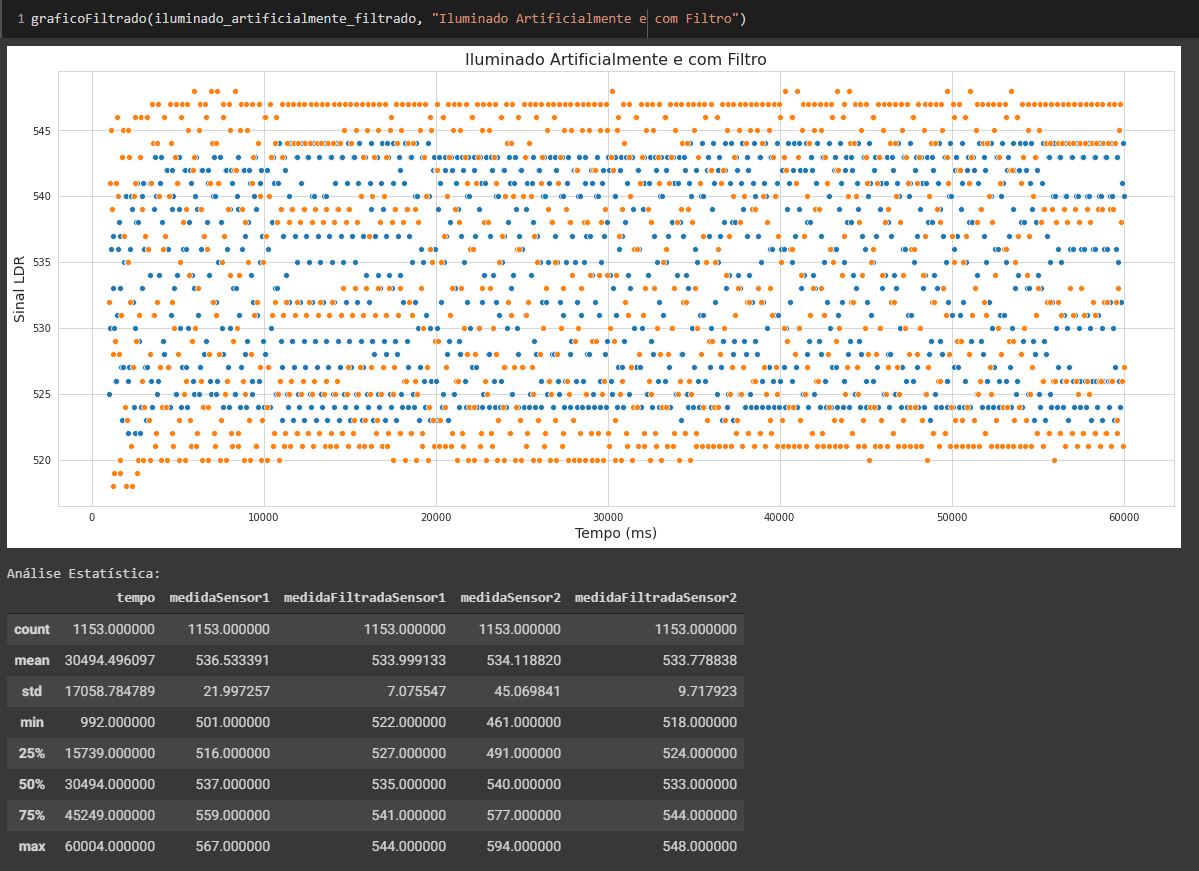 1 graficoFiltrado(iluminado_artificialmente_filtrado, "Iluminado Artificialmente e com Filtro")
Iluminado Artificialmente e com Filtro
Sinal LDR
545
540
535
530
525
520
0 10000 20000 30000 40000 50000 60000
Tempo (ms)
Análise Estatística:
tempo medidaSensor1 medidaFiltradaSensor1 medidaSensor2 medidaFiltradaSensor2
count 1153.000000 1153.000000 1153.000000 1153.000000 1153.000000
mean 30494.496097 536.533391 533.999133 534.118820 533.778838
std 17058.784789 21.997257 7.075547 45.069841 9.717923
min 992.000000 501.000000 522.000000 461.000000 518.000000
25% 15739.000000 516.000000 527.000000 491.000000 524.000000
50% 30494.000000 537.000000 535.000000 540.000000 533.000000
75% 45249.000000 559.000000 541.000000 577.000000 544.000000
max 60004.000000 567.000000 544.000000 594.000000 548.000000